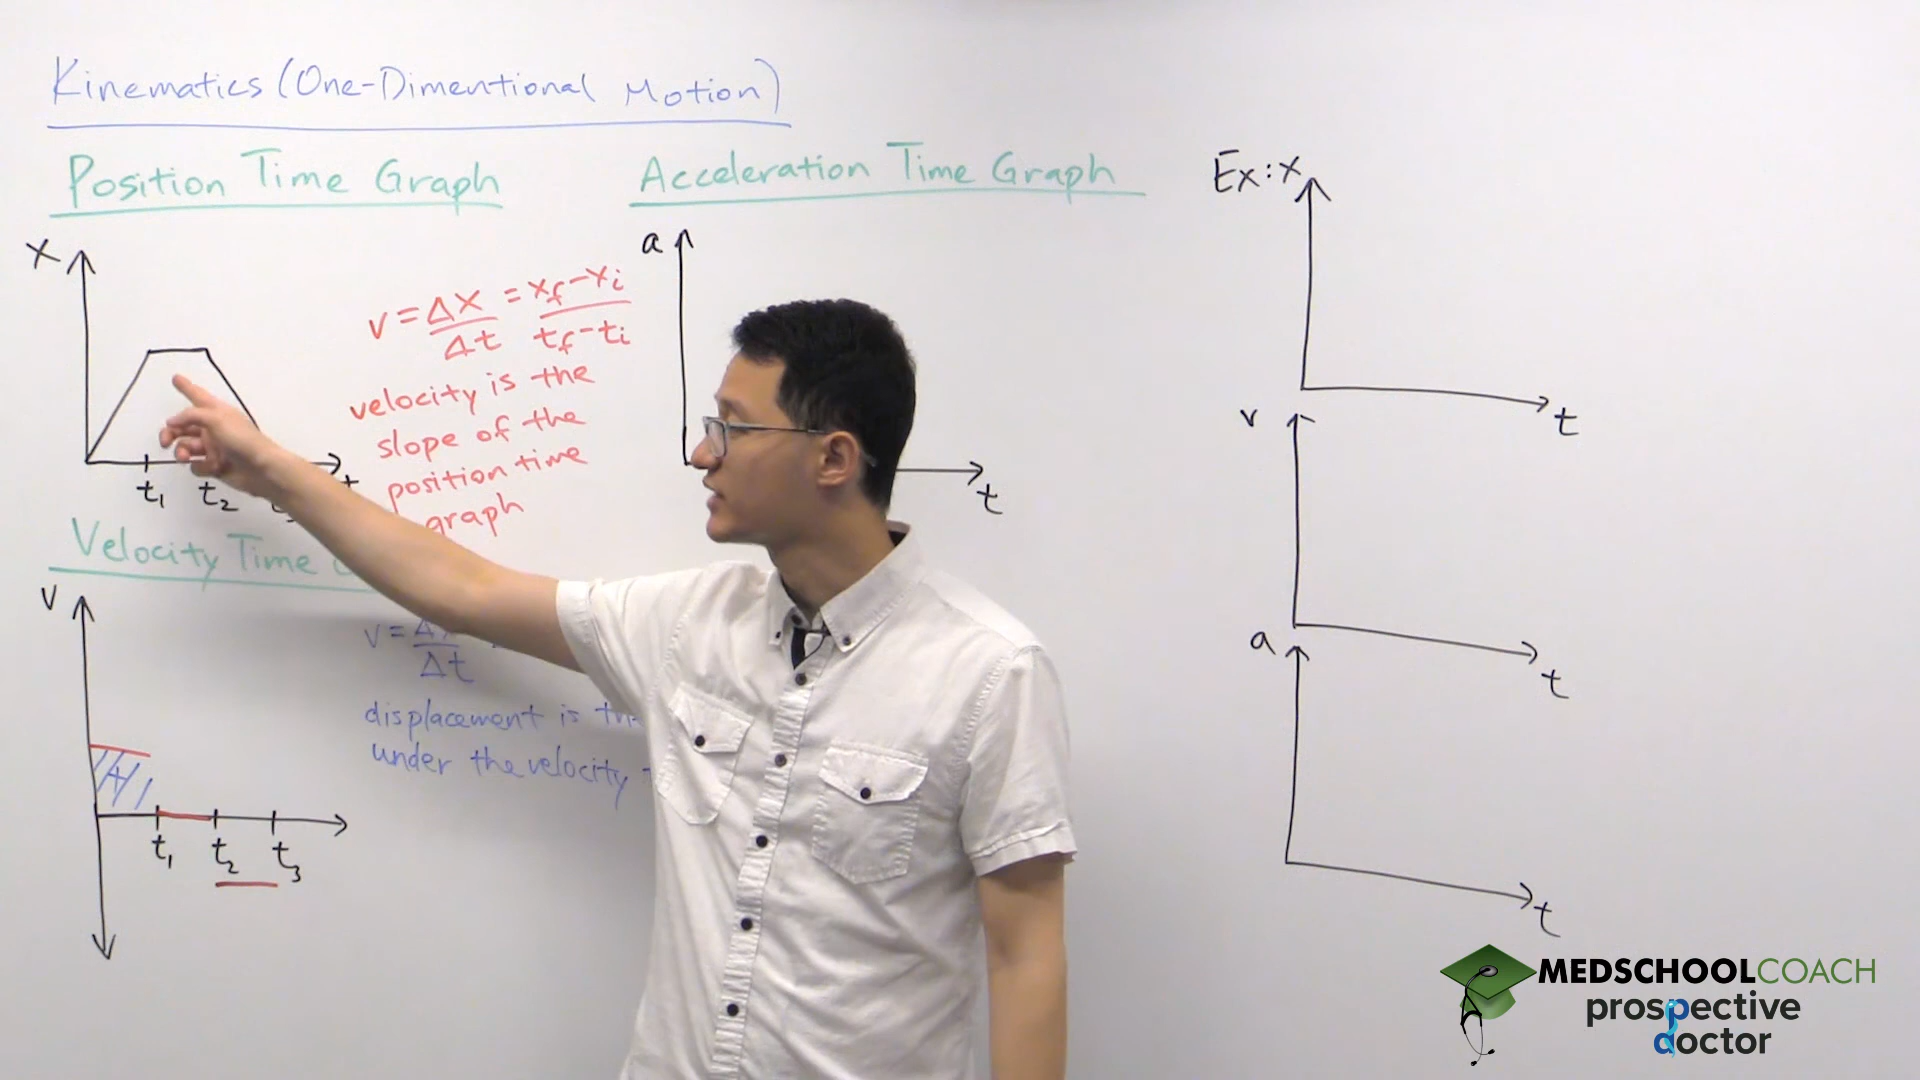 Kinematics (One-Dimentional Motion)
Position Time Graph
x
t₁ t₂
v = Δx/Δt = xf-xi/tf-ti
velocity is the
slope of the
position time
graph
Velocity Time
v
t₁ t₂ t₃
+
v = Δx/Δt
displacement is
under the velocity
Acceleration Time Graph
a
t
Ex: x
t
v
t
a
t
MEDSCHOOLCOACH
prospective
doctor